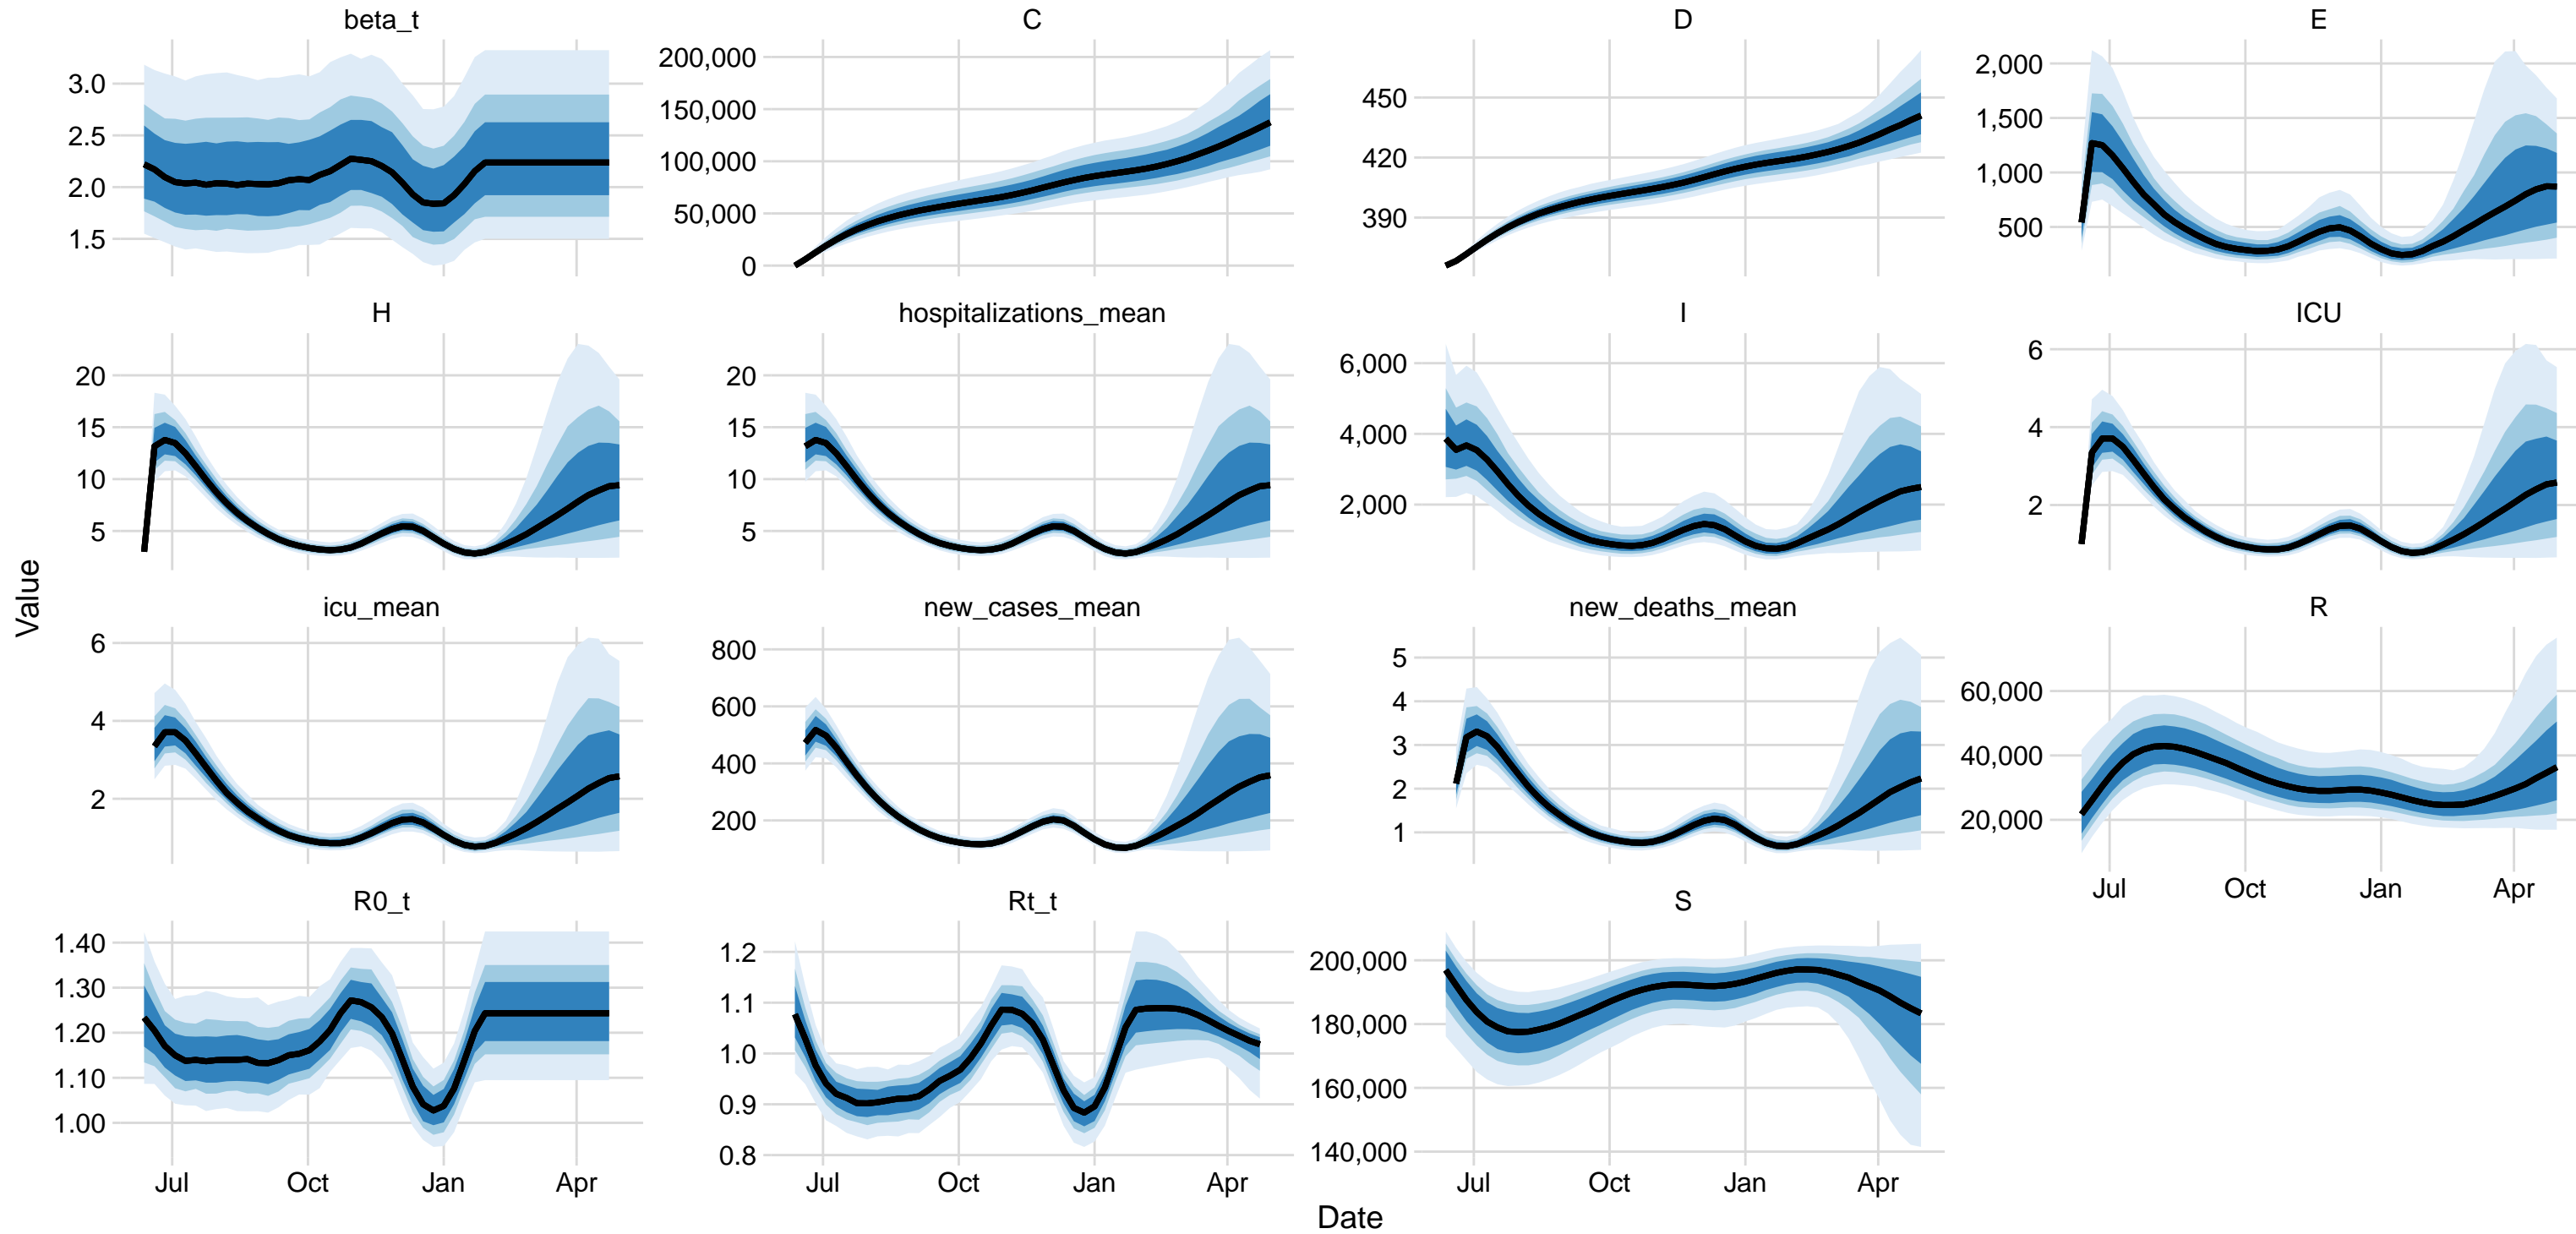 beta_t
C
D
E
3.0
2.5
2.0
1.5
200,000
150,000
100,000
50,000
0
450
420
390
2,000
1,500
1,000
500
H
hospitalizations_mean
I
ICU
20
15
10
5
20
15
10
5
6,000
4,000
2,000
6
4
2
Value
icu_mean
new_cases_mean
new_deaths_mean
R
6
4
2
800
600
400
200
5
4
3
2
1
60,000
40,000
20,000
Jul Oct Jan Apr
R0_t
Rt_t
S
1.40
1.30
1.20
1.10
1.00
1.2
1.1
1.0
0.9
0.8
200,000
180,000
160,000
140,000
Jul Oct Jan Apr
Jul Oct Jan Apr
Jul Oct Jan Apr
Date